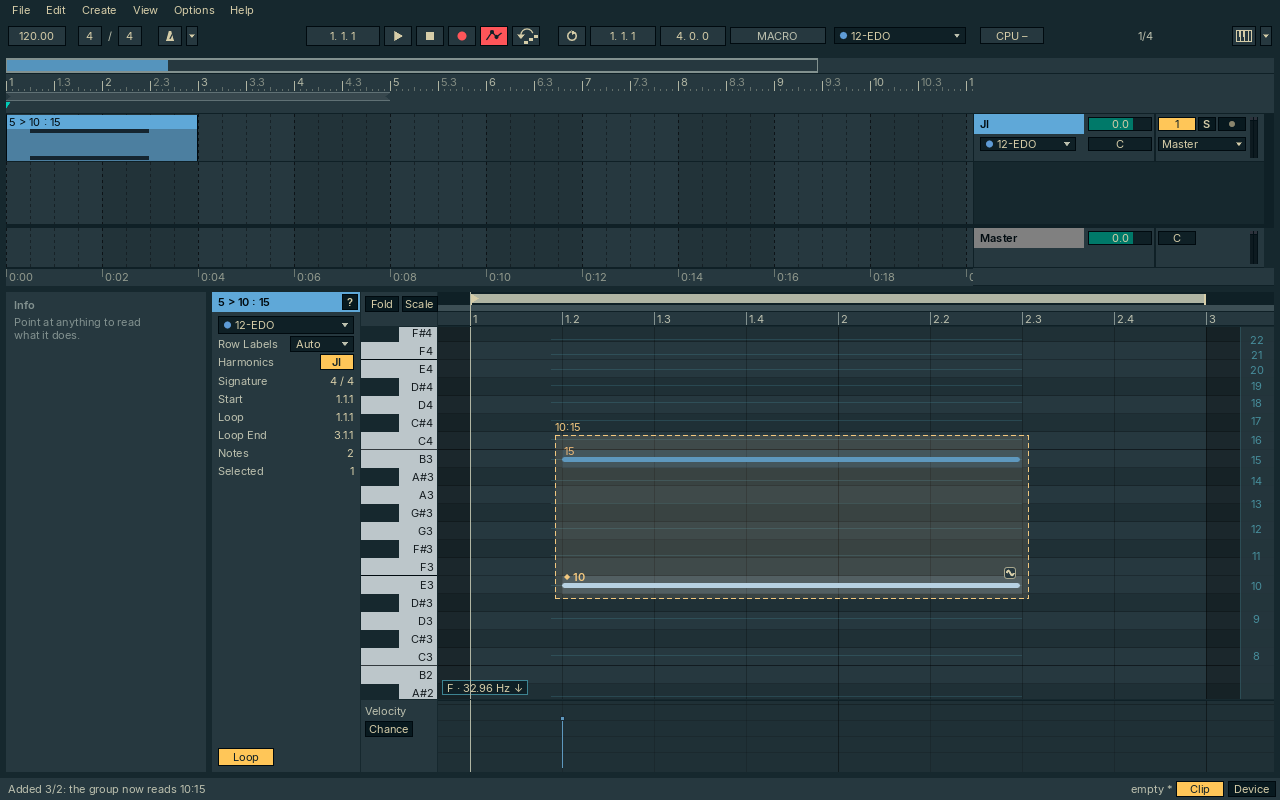 File Edit Create View Options Help
120.00 4 / 4 1. 1. 1 1. 1. 1 4. 0. 0 MACRO 12-EDO CPU – 1/4
1 1.3 2 2.3 3 3.3 4 4.3 5 5.3 6 6.3 7 7.3 8 8.3 9 9.3 10 10.3 1
5 > 10 : 15
JI 0.0 1 S
12-EDO C Master
Master 0.0 C
0:00 0:02 0:04 0:06 0:08 0:10 0:12 0:14 0:16 0:18 0
Info
Point at anything to read
what it does.
5 > 10 : 15 ?
12-EDO
Row Labels Auto
Harmonics JI
Signature 4 / 4
Start 1.1.1
Loop 1.1.1
Loop End 3.1.1
Notes 2
Selected 1
Loop
Fold Scale
1 1.2 1.3 1.4 2 2.2 2.3 2.4 3
F#4
F4
E4
D#4
D4
C#4
C4
B3
A#3
A3
G#3
G3
F#3
F3
E3
D#3
D3
C#3
C3
B2
A#2
10:15
15
10
F · 32.96 Hz ↓
22
21
20
19
18
17
16
15
14
13
12
11
10
9
8
Velocity
Chance
Added 3/2: the group now reads 10:15
empty * Clip Device